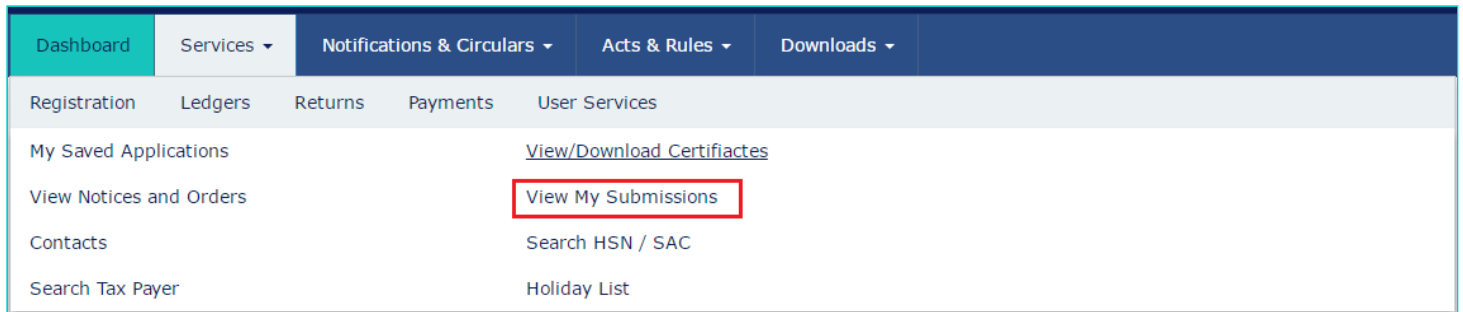 Dashboard Services Notifications & Circulars Acts & Rules Downloads
Registration Ledgers Returns Payments User Services
My Saved Applications View/Download Certifiactes
View Notices and Orders View My Submissions
Contacts Search HSN / SAC
Search Tax Payer Holiday List